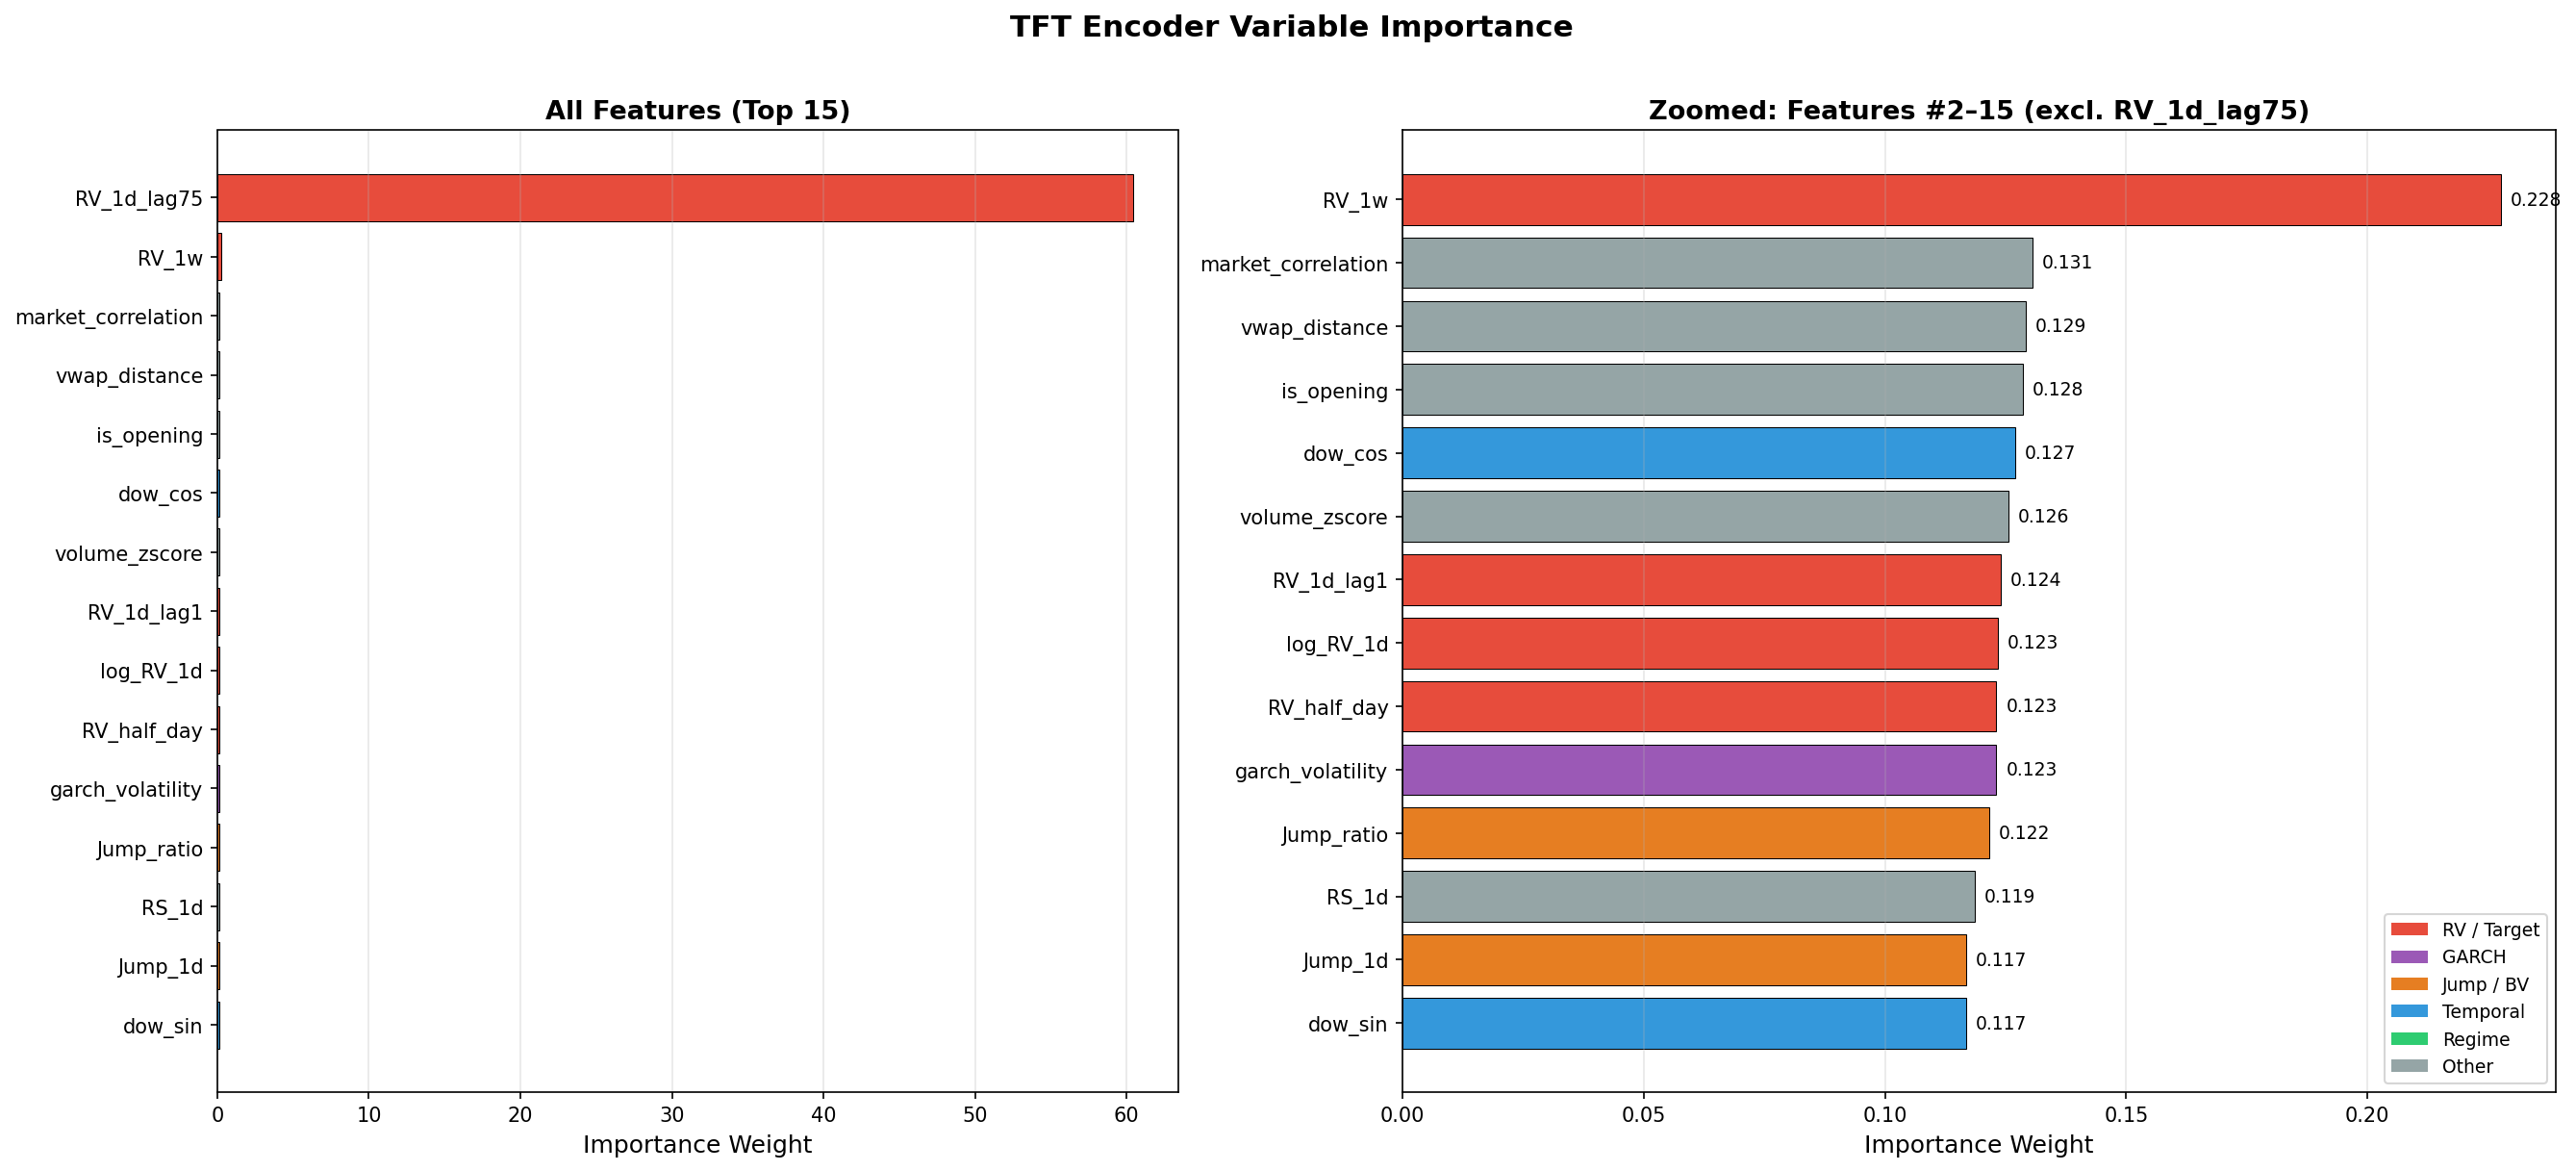 TFT Encoder Variable Importance
All Features (Top 15)
RV_1d_lag75
RV_1w
market_correlation
vwap_distance
is_opening
dow_cos
volume_zscore
RV_1d_lag1
log_RV_1d
RV_half_day
garch_volatility
Jump_ratio
RS_1d
Jump_1d
dow_sin
0 10 20 30 40 50 60
Importance Weight
Zoomed: Features #2–15 (excl. RV_1d_lag75)
RV_1w 0.228
market_correlation 0.131
vwap_distance 0.129
is_opening 0.128
dow_cos 0.127
volume_zscore 0.126
RV_1d_lag1 0.124
log_RV_1d 0.123
RV_half_day 0.123
garch_volatility 0.123
Jump_ratio 0.122
RS_1d 0.119
Jump_1d 0.117
dow_sin 0.117
RV / Target
GARCH
Jump / BV
Temporal
Regime
Other
0.00 0.05 0.10 0.15 0.20
Importance Weight